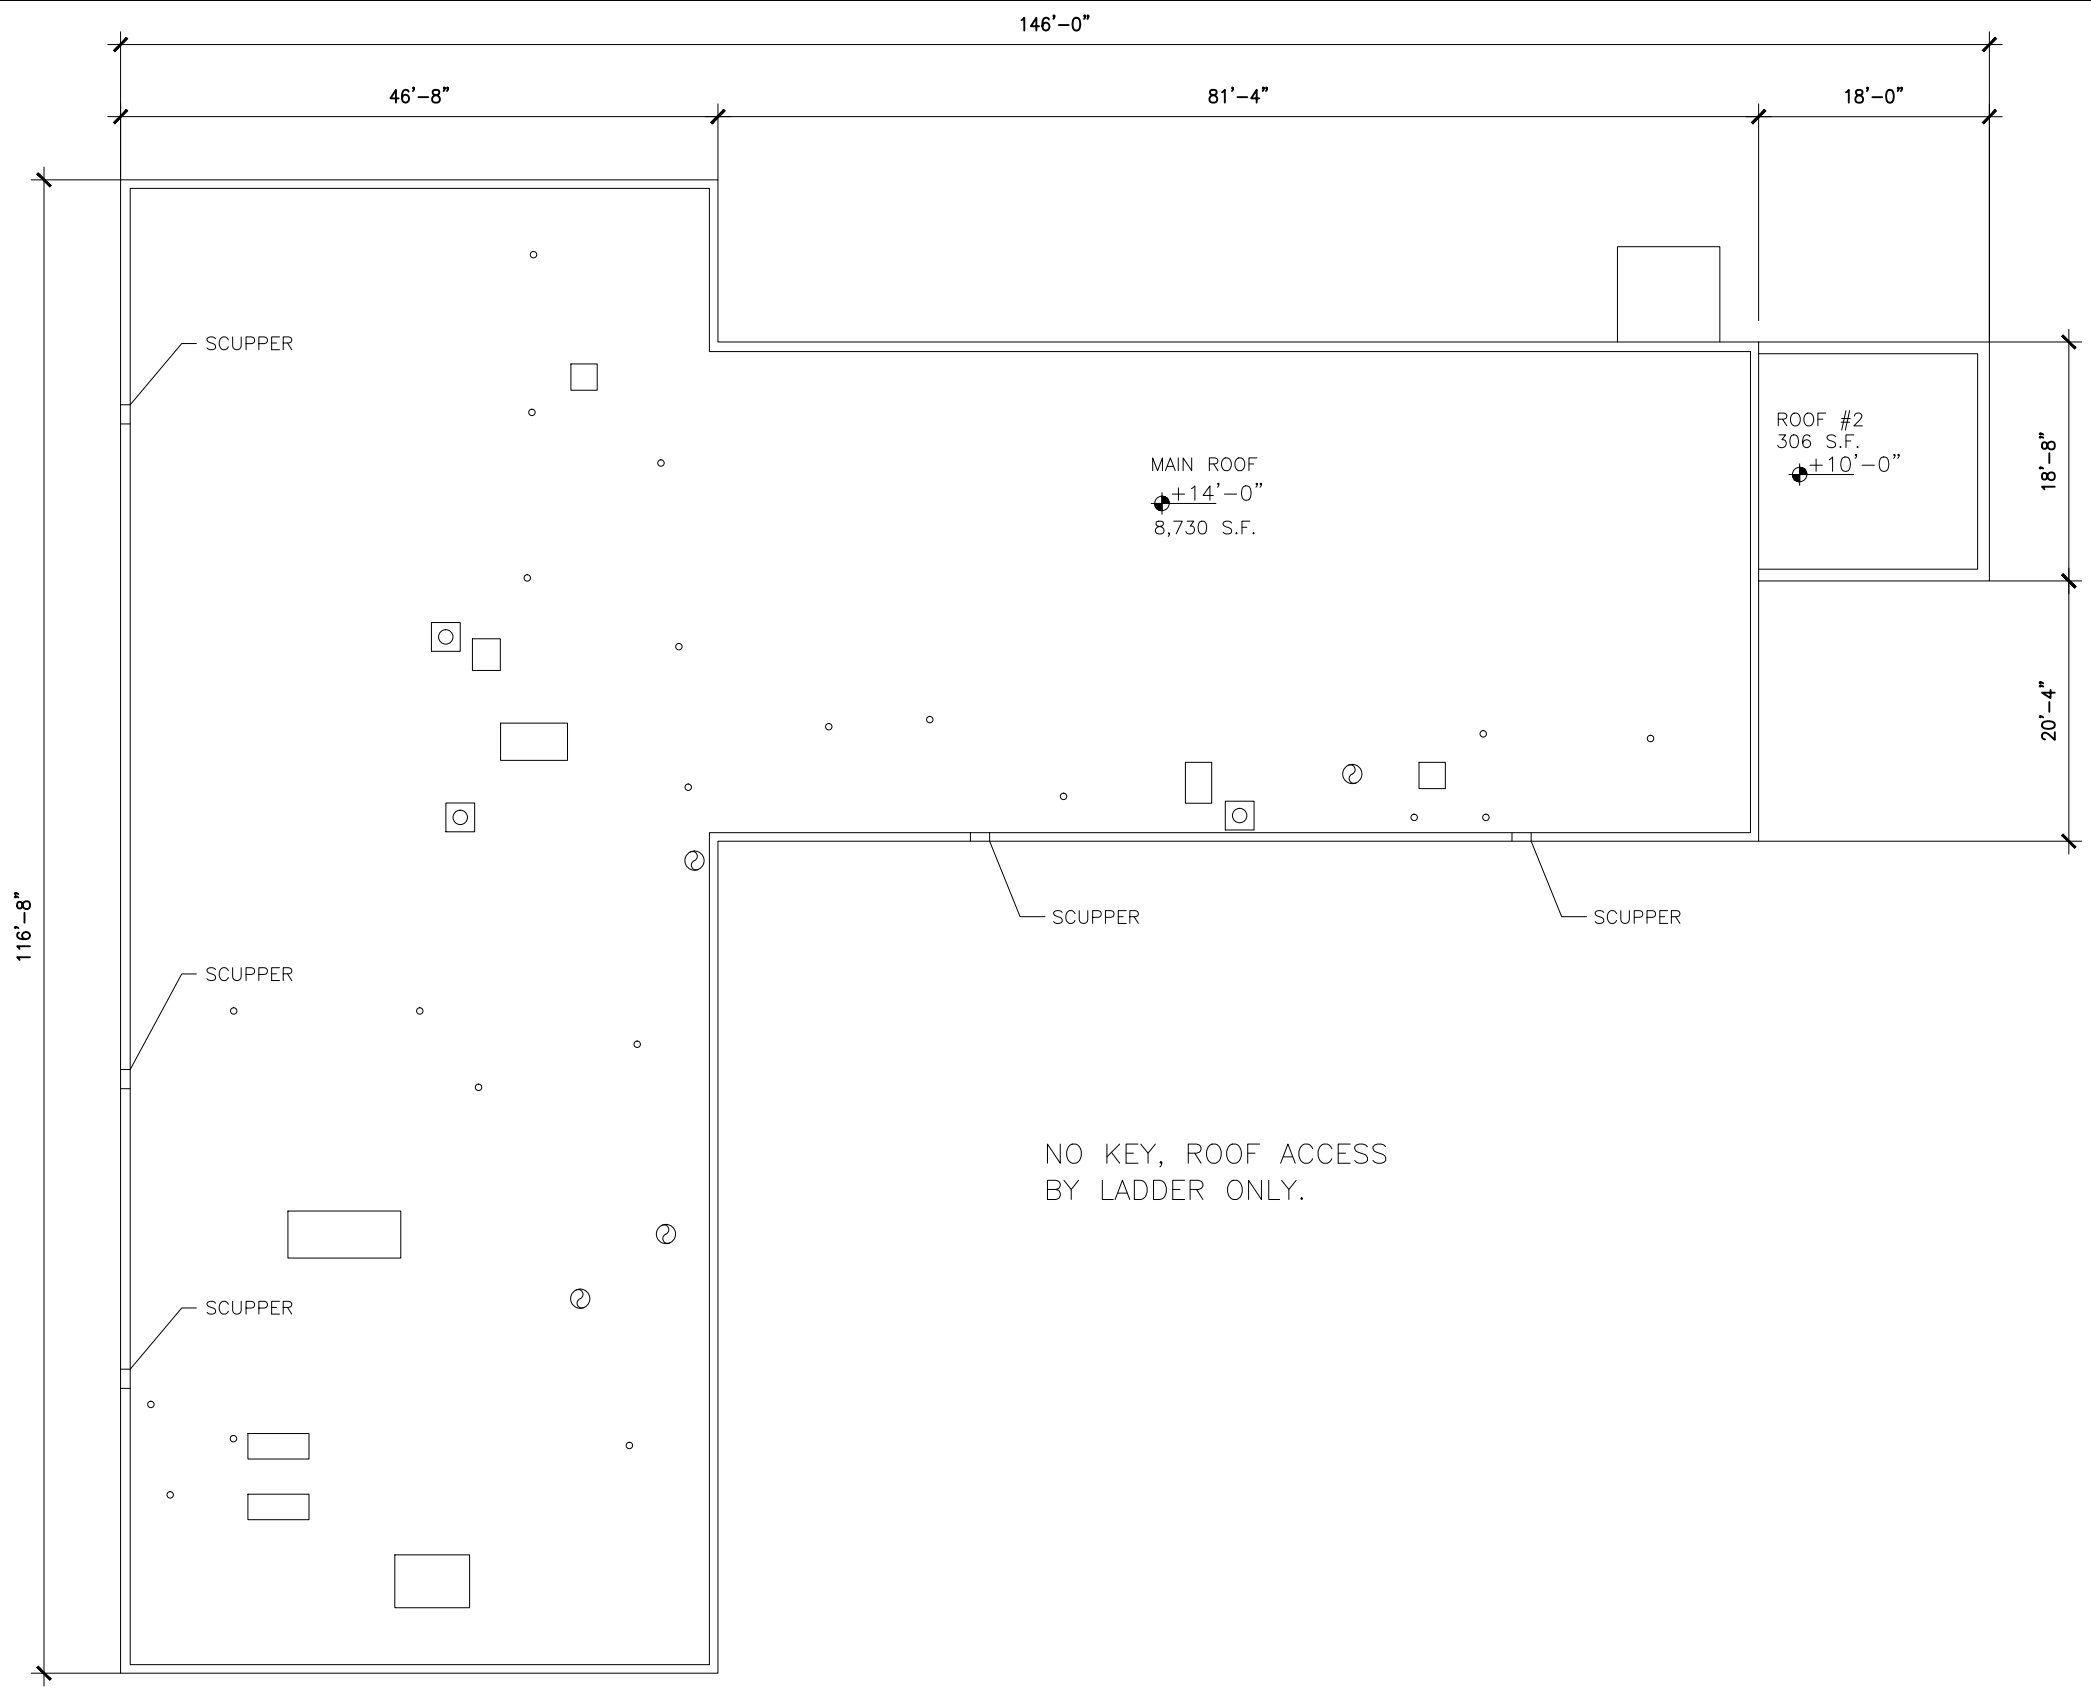 146'-0"
46'-8"
81'-4"
18'-0"
SCUPPER
ROOF #2
306 S.F.
+10'-0"
MAIN ROOF
+14'-0"
8,730 S.F.
18'-8"
20'-4"
116'-8"
SCUPPER
SCUPPER
SCUPPER
NO KEY, ROOF ACCESS
BY LADDER ONLY.
SCUPPER